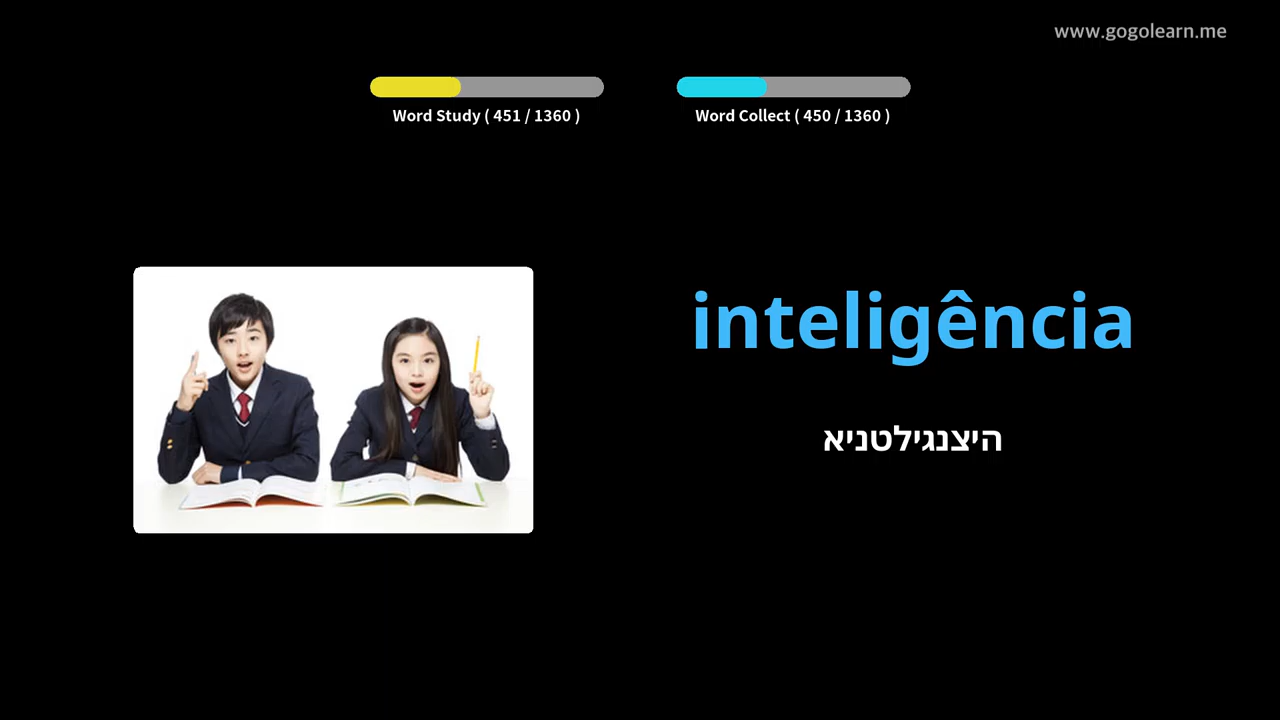 www.gogolearn.me
Word Study ( 451 / 1360 )
Word Collect ( 450 / 1360 )
inteligência
היצנגילטניא